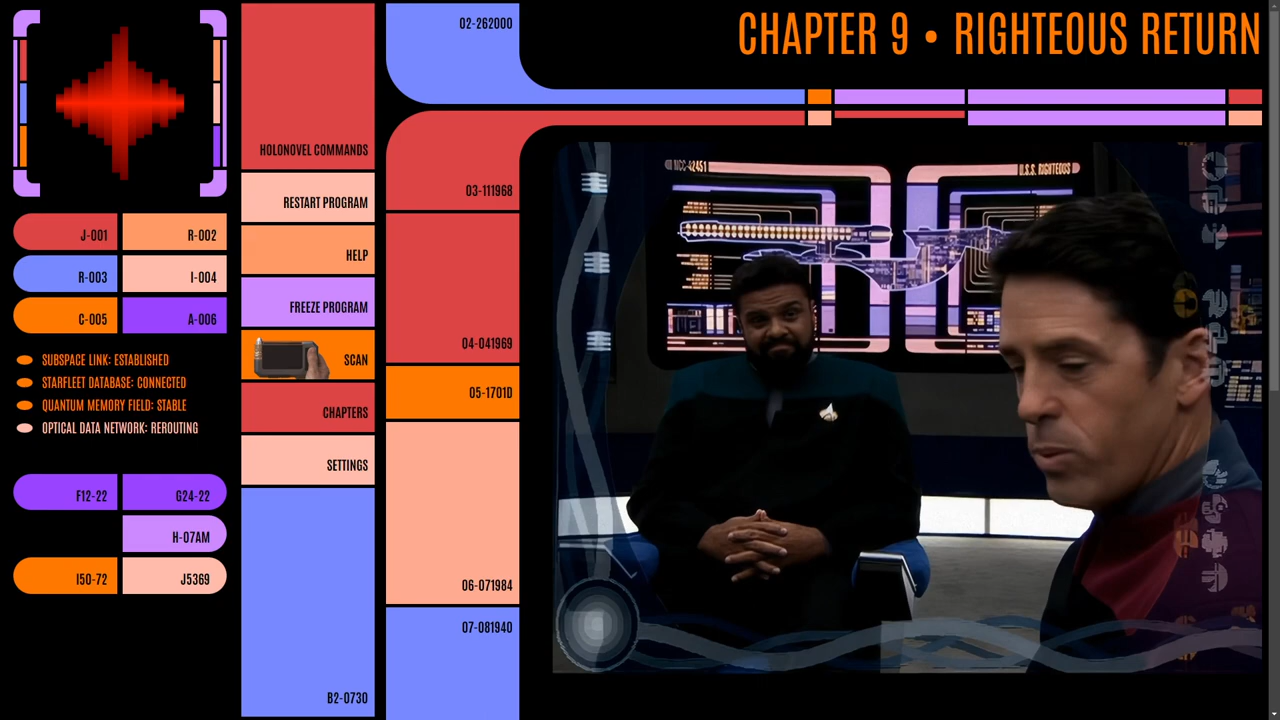 CHAPTER 9 • RIGHTEOUS RETURN
02-262000
03-111968
04-041969
05-1701D
06-071984
07-081940
HOLONOVEL COMMANDS
RESTART PROGRAM
HELP
FREEZE PROGRAM
SCAN
CHAPTERS
SETTINGS
B2-0730
J-001
R-002
R-003
I-004
C-005
A-006
SUBSPACE LINK: ESTABLISHED
STARFLEET DATABASE: CONNECTED
QUANTUM MEMORY FIELD: STABLE
OPTICAL DATA NETWORK: REROUTING
F12-22
G24-22
H-07AM
I50-72
J5369
NCC-42451
U.S.S. RIGHTEOUS